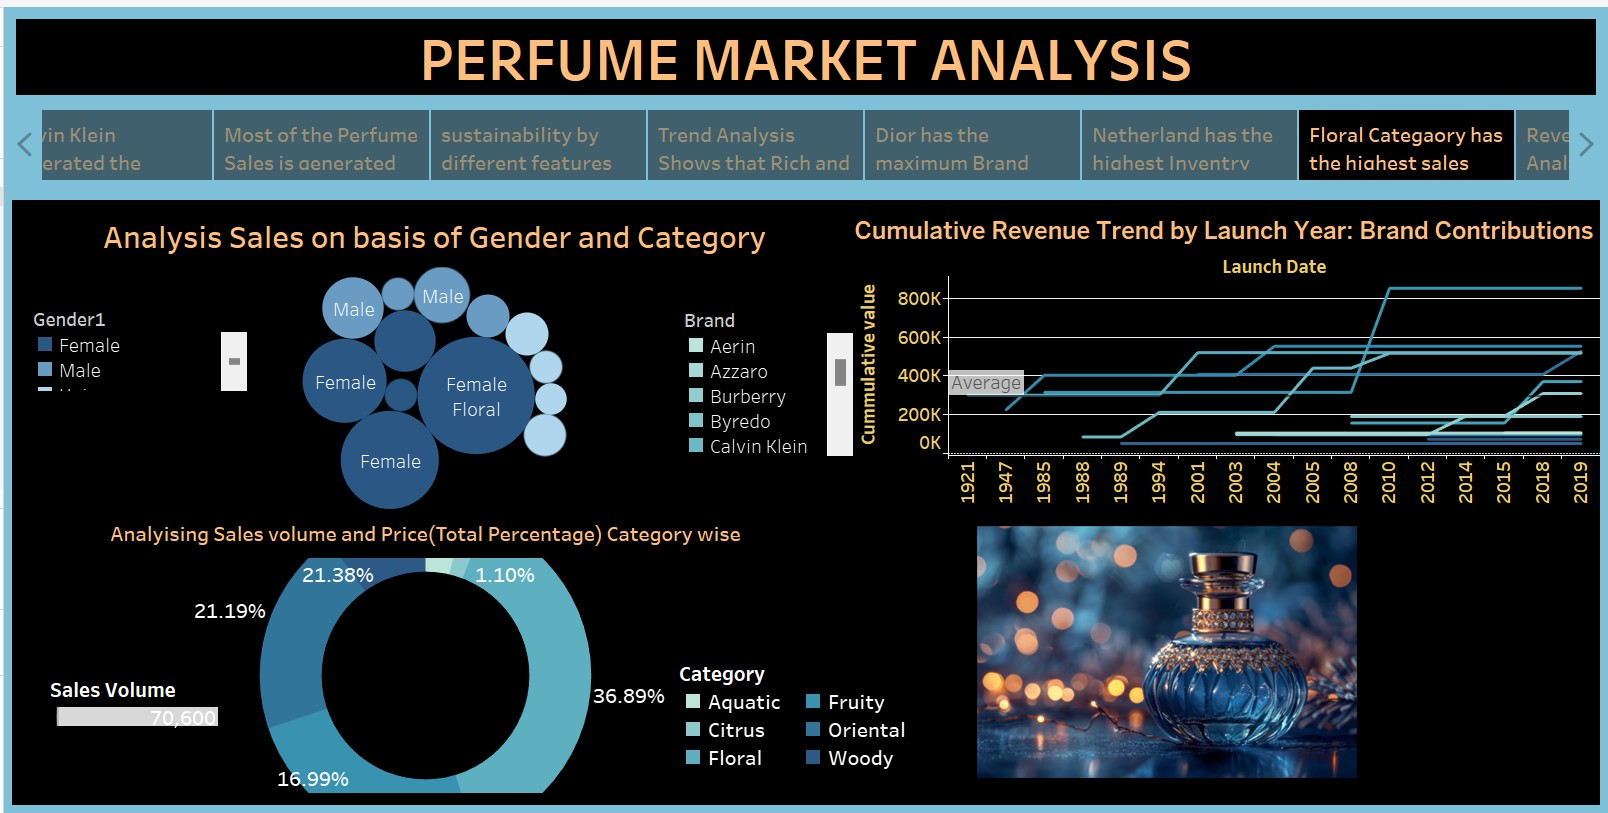 PERFUME MARKET ANALYSIS
vin Klein
erated the
Most of the Perfume
Sales is generated
sustainability by
different features
Trend Analysis
Shows that Rich and
Dior has the
maximum Brand
Netherland has the
highest Inventry
Floral Categaory has
the highest sales
Reve
Anal
Analysis Sales on basis of Gender and Category
Gender1
Female
Male
Male
Male
Female
Female
Floral
Female
Brand
Aerin
Azzaro
Burberry
Byredo
Calvin Klein
Cumulative Revenue Trend by Launch Year: Brand Contributions
Launch Date
Cummulative value
800K
600K
400K
200K
0K
Average
1921
1947
1985
1988
1989
1994
2001
2003
2004
2005
2008
2010
2012
2014
2015
2018
2019
Analyising Sales volume and Price(Total Percentage) Category wise
21.38%
1.10%
21.19%
36.89%
16.99%
Sales Volume
70,600
Category
Aquatic
Citrus
Floral
Fruity
Oriental
Woody